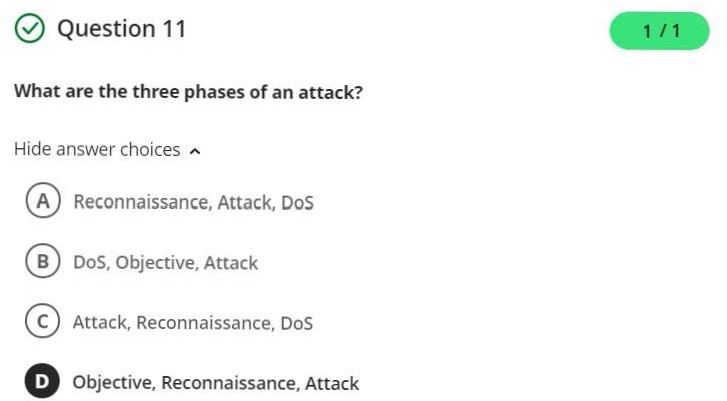 Question 11
1 / 1
What are the three phases of an attack?
Hide answer choices
A Reconnaissance, Attack, DoS
B DoS, Objective, Attack
C Attack, Reconnaissance, DoS
D Objective, Reconnaissance, Attack